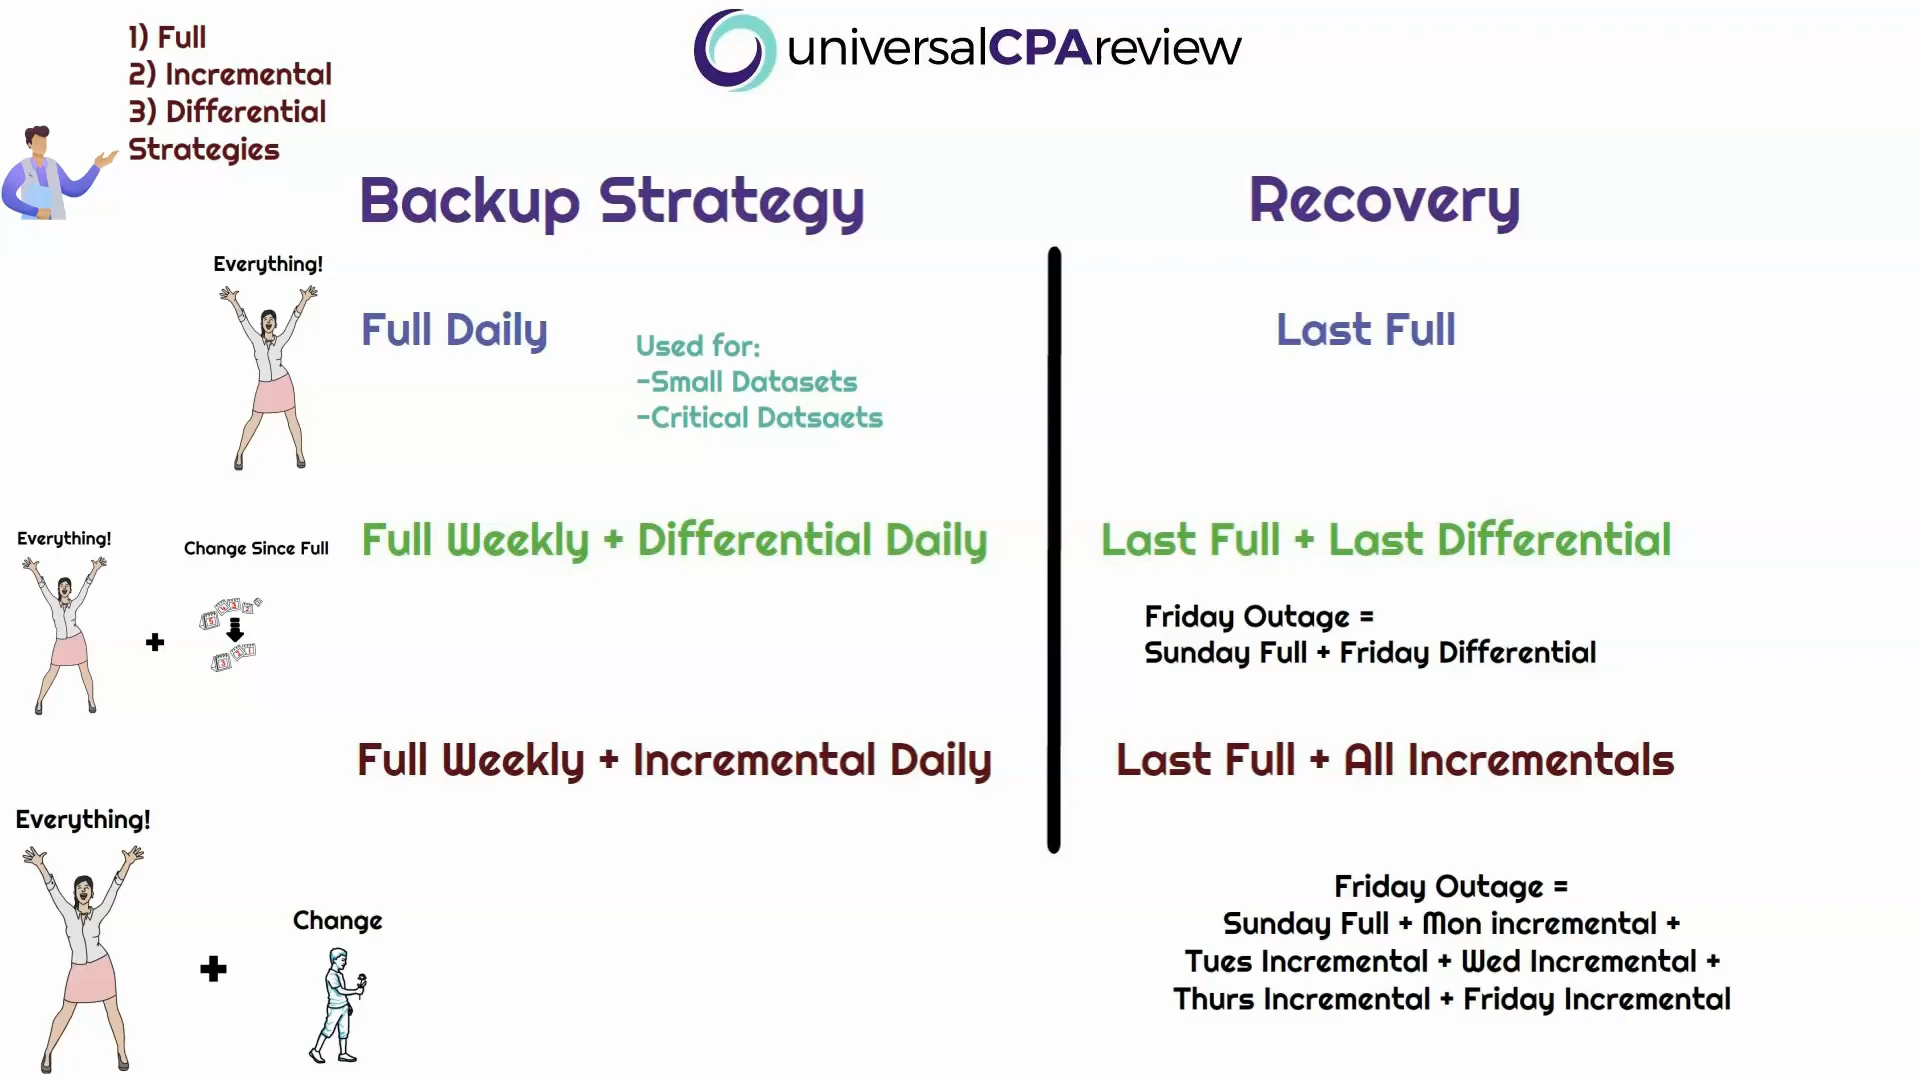 1) Full
2) Incremental
3) Differential
Strategies
universalCPAreview
Backup Strategy
Recovery
Everything!
Full Daily
Used for:
-Small Datasets
-Critical Datsaets
Last Full
Everything!
Change Since Full
Full Weekly + Differential Daily
Last Full + Last Differential
Friday Outage =
Sunday Full + Friday Differential
Full Weekly + Incremental Daily
Last Full + All Incrementals
Everything!
Change
Friday Outage =
Sunday Full + Mon incremental +
Tues Incremental + Wed Incremental +
Thurs Incremental + Friday Incremental